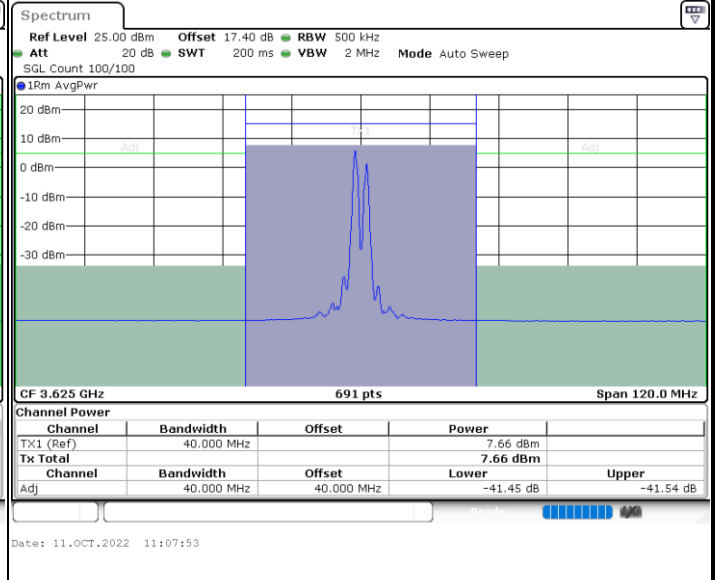 Spectrum
Ref Level 25.00 dBm Offset 17.40 dB RBW 500 kHz
Att 20 dB SWT 200 ms VBW 2 MHz Mode Auto Sweep
SGL Count 100/100
1Rm AvgPwr
20 dBm
TX1
10 dBm
Adj Adj
0 dBm
-10 dBm
-20 dBm
-30 dBm
CF 3.625 GHz 691 pts Span 120.0 MHz
Channel Power
Channel Bandwidth Offset Power
TX1 (Ref) 40.000 MHz 7.66 dBm
Tx Total 7.66 dBm
Channel Bandwidth Offset Lower Upper
Adj 40.000 MHz 40.000 MHz -41.45 dB -41.54 dB
Ready
Date: 11.OCT.2022 11:07:53